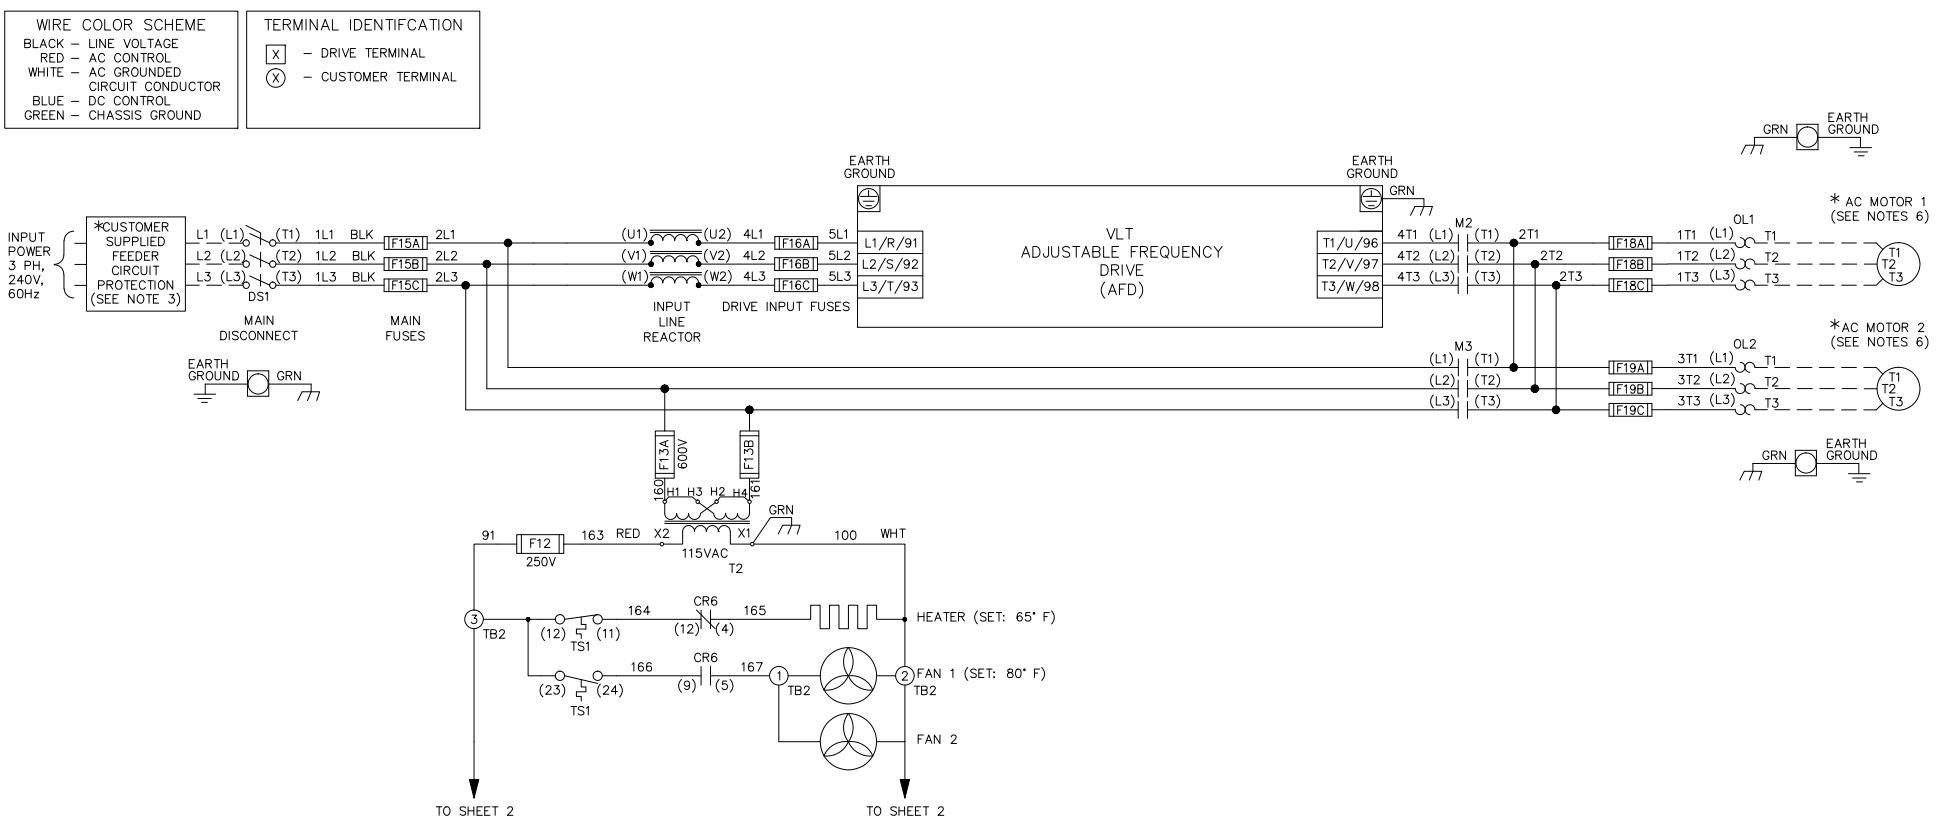 WIRE COLOR SCHEME
BLACK – LINE VOLTAGE
RED – AC CONTROL
WHITE – AC GROUNDED
CIRCUIT CONDUCTOR
BLUE – DC CONTROL
GREEN – CHASSIS GROUND
TERMINAL IDENTIFCATION
X – DRIVE TERMINAL
X – CUSTOMER TERMINAL
GRN
EARTH
GROUND
EARTH
GROUND
EARTH
GROUND
GRN
INPUT
POWER
3 PH,
240V,
60Hz
*CUSTOMER
SUPPLIED
FEEDER
CIRCUIT
PROTECTION
(SEE NOTE 3)
L1 (L1) (T1) 1L1 BLK F15A 2L1
L2 (L2) (T2) 1L2 BLK F15B 2L2
L3 (L3) (T3) 1L3 BLK F15C 2L3
DS1
MAIN
DISCONNECT
MAIN
FUSES
(U1) (U2) 4L1 F16A 5L1 L1/R/91
(V1) (V2) 4L2 F16B 5L2 L2/S/92
(W1) (W2) 4L3 F16C 5L3 L3/T/93
INPUT
LINE
REACTOR
DRIVE INPUT FUSES
VLT
ADJUSTABLE FREQUENCY
DRIVE
(AFD)
M2
T1/U/96 4T1 (L1) (T1) 2T1 F18A 1T1 (L1) T1
T2/V/97 4T2 (L2) (T2) 2T2 F18B 1T2 (L2) T2
T3/W/98 4T3 (L3) (T3) 2T3 F18C 1T3 (L3) T3
OL1
* AC MOTOR 1
(SEE NOTES 6)
T1
T2
T3
EARTH
GROUND
GRN
M3
(L1) (T1) F19A 3T1 (L1) T1
(L2) (T2) F19B 3T2 (L2) T2
(L3) (T3) F19C 3T3 (L3) T3
OL2
*AC MOTOR 2
(SEE NOTES 6)
T1
T2
T3
GRN
EARTH
GROUND
F13A
600V
F13B
160
H1 H3 H2 H4
161
GRN
91 F12 163 RED X2 X1 100 WHT
250V
115VAC
T2
3
TB2
164 CR6 165
(12) (11) (12) (4)
TS1
HEATER (SET: 65° F)
166 CR6 167 1 2
(23) (24) (9) (5) TB2 TB2
TS1
FAN 1 (SET: 80° F)
FAN 2
TO SHEET 2
TO SHEET 2